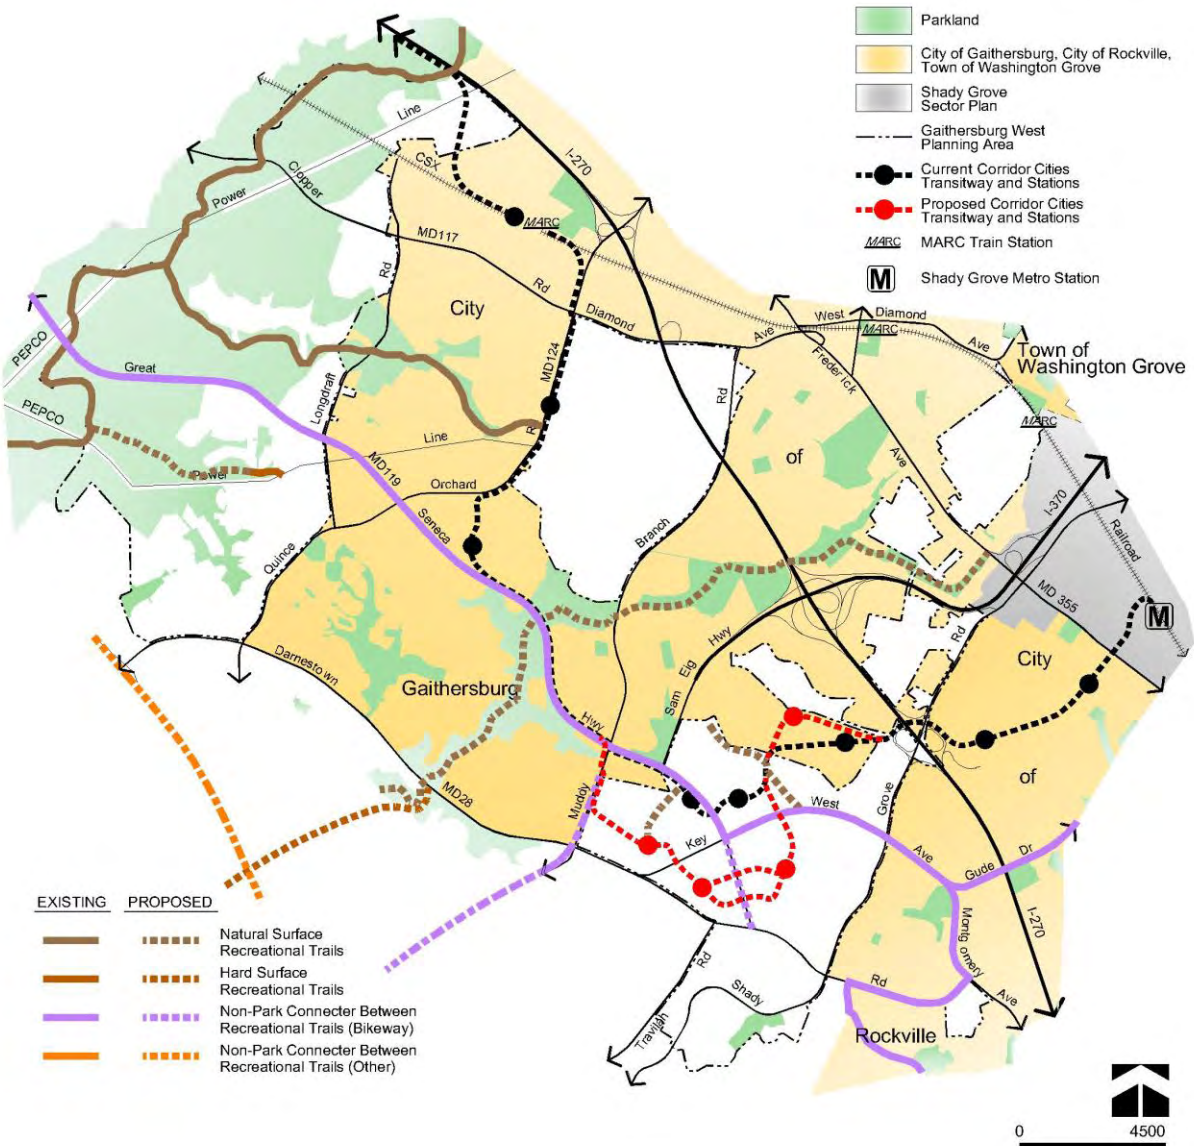 Parkland
City of Gaithersburg, City of Rockville,
Town of Washington Grove
Shady Grove
Sector Plan
Gaithersburg West
Planning Area
Current Corridor Cities
Transitway and Stations
Proposed Corridor Cities
Transitway and Stations
MARC
MARC Train Station
M
Shady Grove Metro Station
Line
CSX
I-270
Clopper
Power
MARC
MD117
Rd
Rd
City
Diamond
West
Diamond
Ave
MARC
Ave
Town of
Washington Grove
PEPCO
Great
MD124
Frederick
Longdraft
Rd
PEPCO
MARC
Line
R
of
Ave
MD119
Power
Orchard
I-370
Seneca
Branch
Railroad
Quince
MD 355
M
Hwy
Rd
Darnestown
City
Gaithersburg
Sam Eig
Hwy
of
MD28
Muddy
West
Grove
Key
Ave
Gude
Dr
EXISTING
PROPOSED
Natural Surface
Recreational Trails
Montgomery
I-270
Hard Surface
Recreational Trails
Rd
Rd
Shady
Ave
Non-Park Connecter Between
Recreational Trails (Bikeway)
Travilah
Rockville
Non-Park Connecter Between
Recreational Trails (Other)
0
4500